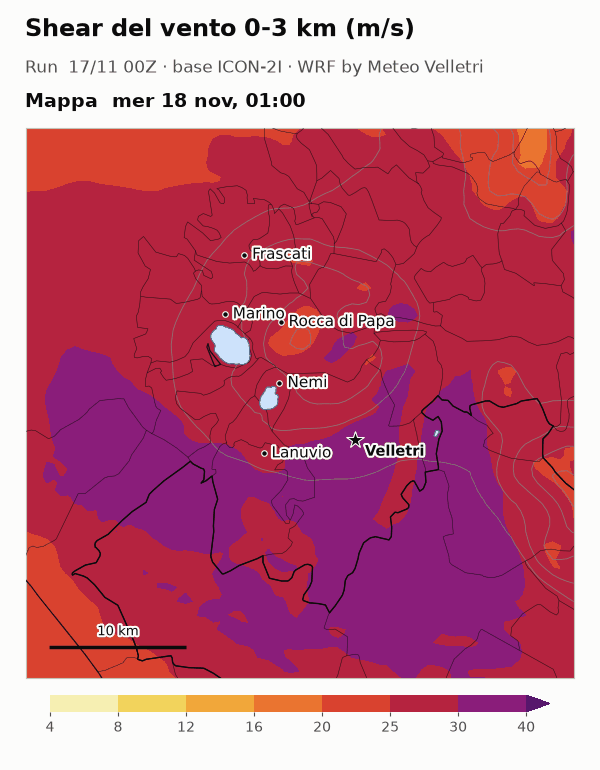 Shear del vento 0-3 km (m/s)
Run 17/11 00Z · base ICON-2I · WRF by Meteo Velletri
Mappa mer 18 nov, 01:00
Frascati
Marino
Rocca di Papa
Nemi
Velletri
Lanuvio
10 km
4 8 12 16 20 25 30 40